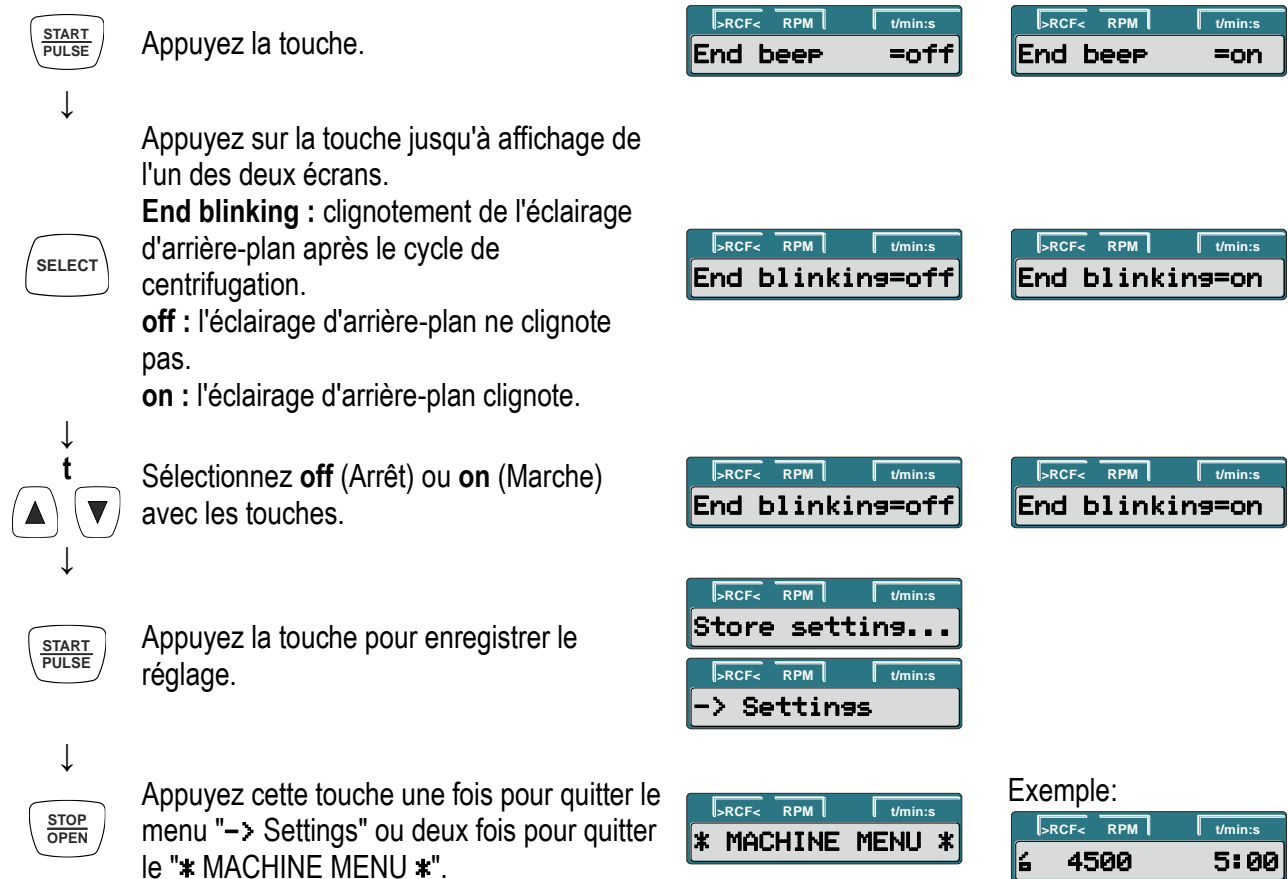 START
PULSE
Appuyez la touche.
>RCF< RPM t/min:s
End beep =off
>RCF< RPM t/min:s
End beep =on
↓
SELECT
Appuyez sur la touche jusqu'à affichage de
l'un des deux écrans.
End blinking : clignotement de l'éclairage
d'arrière-plan après le cycle de
centrifugation.
off : l'éclairage d'arrière-plan ne clignote
pas.
on : l'éclairage d'arrière-plan clignote.
>RCF< RPM t/min:s
End blinking=off
>RCF< RPM t/min:s
End blinking=on
↓
t
▲ ▼
Sélectionnez off (Arrêt) ou on (Marche)
avec les touches.
>RCF< RPM t/min:s
End blinking=off
>RCF< RPM t/min:s
End blinking=on
↓
START
PULSE
Appuyez la touche pour enregistrer le
réglage.
>RCF< RPM t/min:s
Store setting...
>RCF< RPM t/min:s
-> Settings
↓
STOP
OPEN
Appuyez cette touche une fois pour quitter le
menu "-> Settings" ou deux fois pour quitter
le "* MACHINE MENU *".
>RCF< RPM t/min:s
* MACHINE MENU *
Exemple:
>RCF< RPM t/min:s
4500 5:00